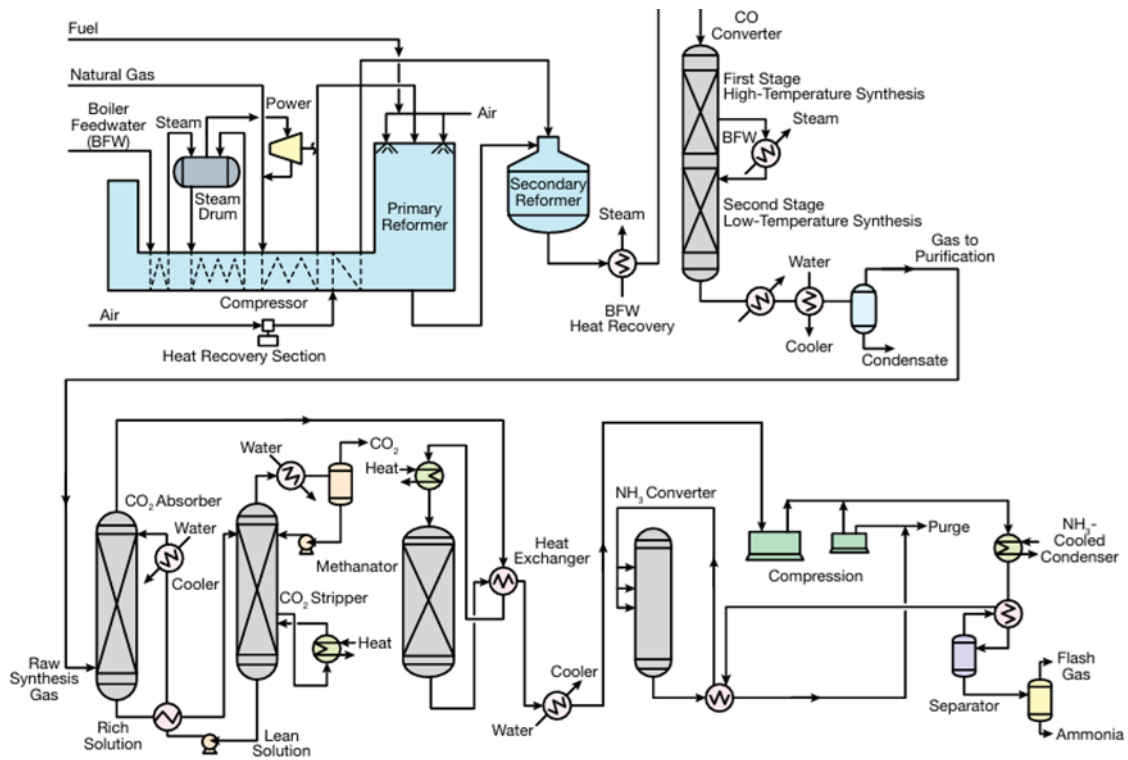 Fuel
CO
Converter
Natural Gas
First Stage
High-Temperature Synthesis
Boiler
Feedwater
(BFW)
Steam
Power
Air
Steam
BFW
Steam
Drum
Primary
Reformer
Secondary
Reformer
Second Stage
Low-Temperature Synthesis
Steam
Gas to
Purification
Water
Compressor
BFW
Heat Recovery
Air
Heat Recovery Section
Cooler
Condensate
Water
CO2
Heat
CO2 Absorber
Water
NH3 Converter
Purge
NH3-
Cooled
Condenser
Heat
Exchanger
Compression
Methanator
Cooler
CO2 Stripper
Heat
Raw
Synthesis
Gas
Cooler
Flash
Gas
Separator
Rich
Solution
Lean
Solution
Water
Ammonia